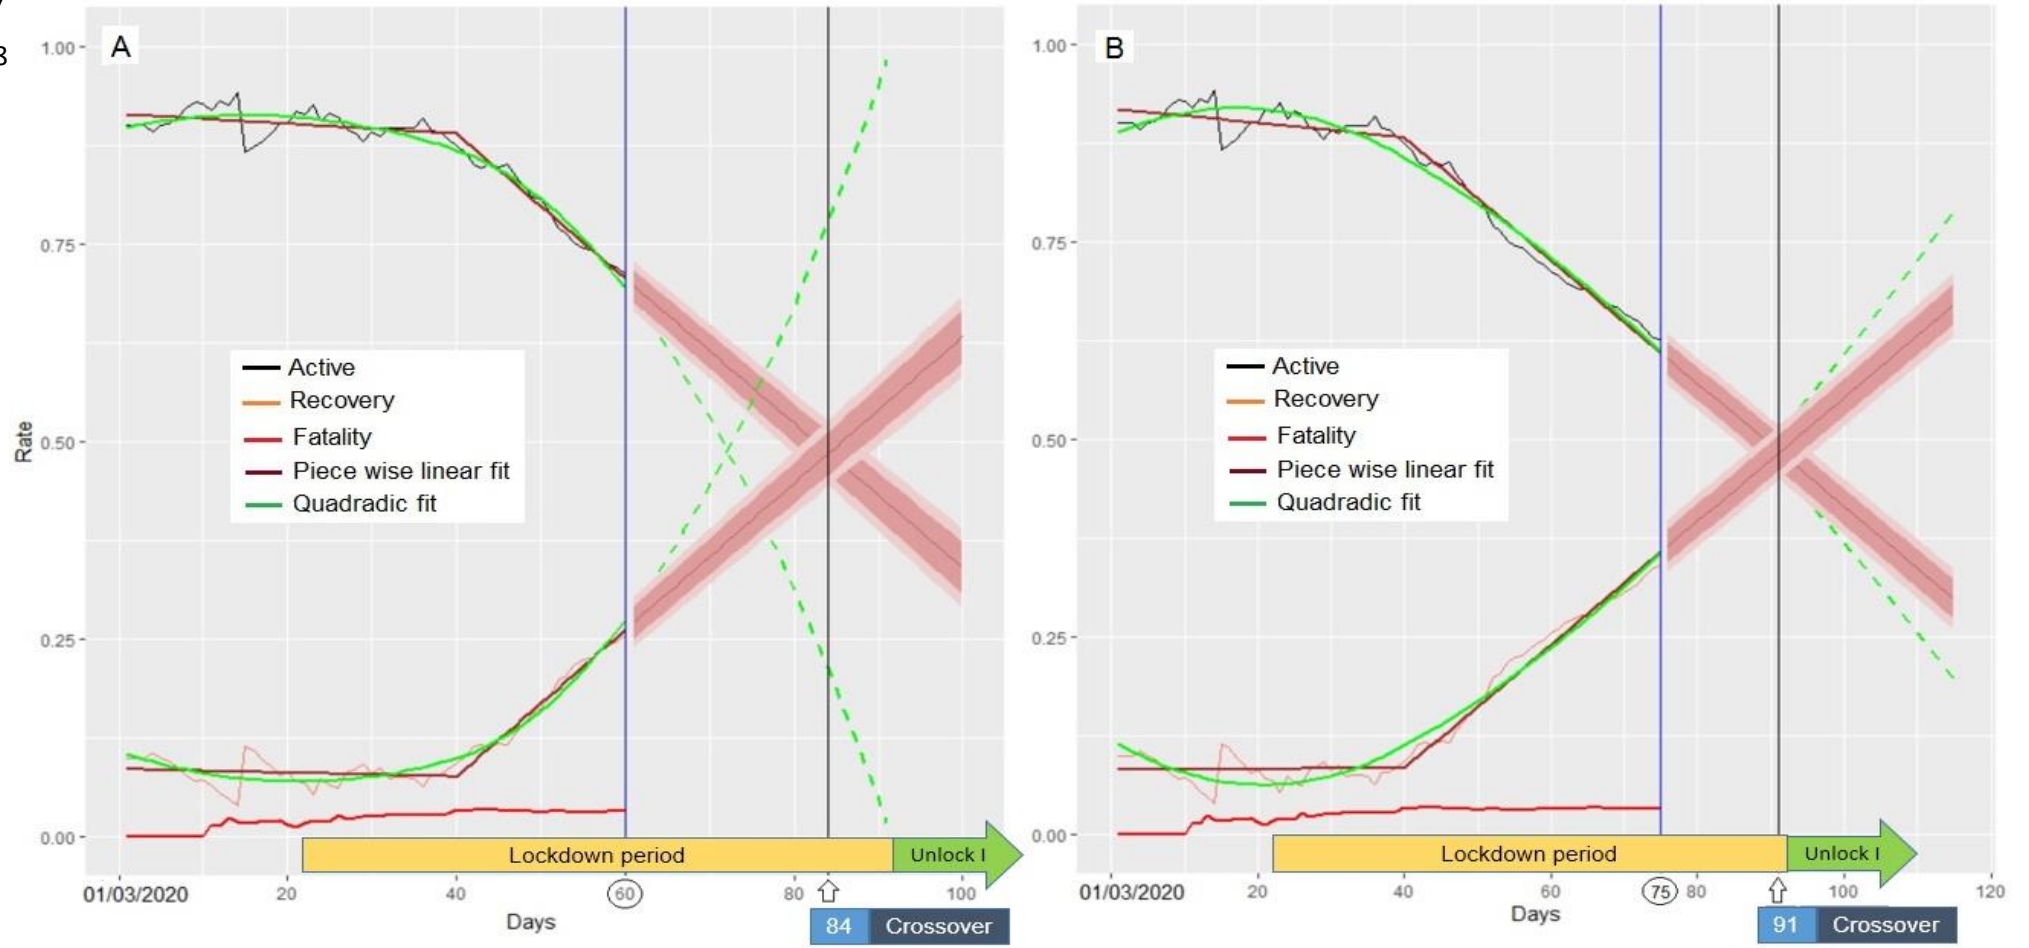 A
1.00
0.75
0.50
0.25
0.00
Rate
Active
Recovery
Fatality
Piece wise linear fit
Quadradic fit
Lockdown period
Unlock I
01/03/2020 20 40 60 80 100
Days
84 Crossover
B
1.00
0.75
0.50
0.25
0.00
Active
Recovery
Fatality
Piece wise linear fit
Quadradic fit
Lockdown period
Unlock I
01/03/2020 20 40 60 75 80 100 120
Days
91 Crossover